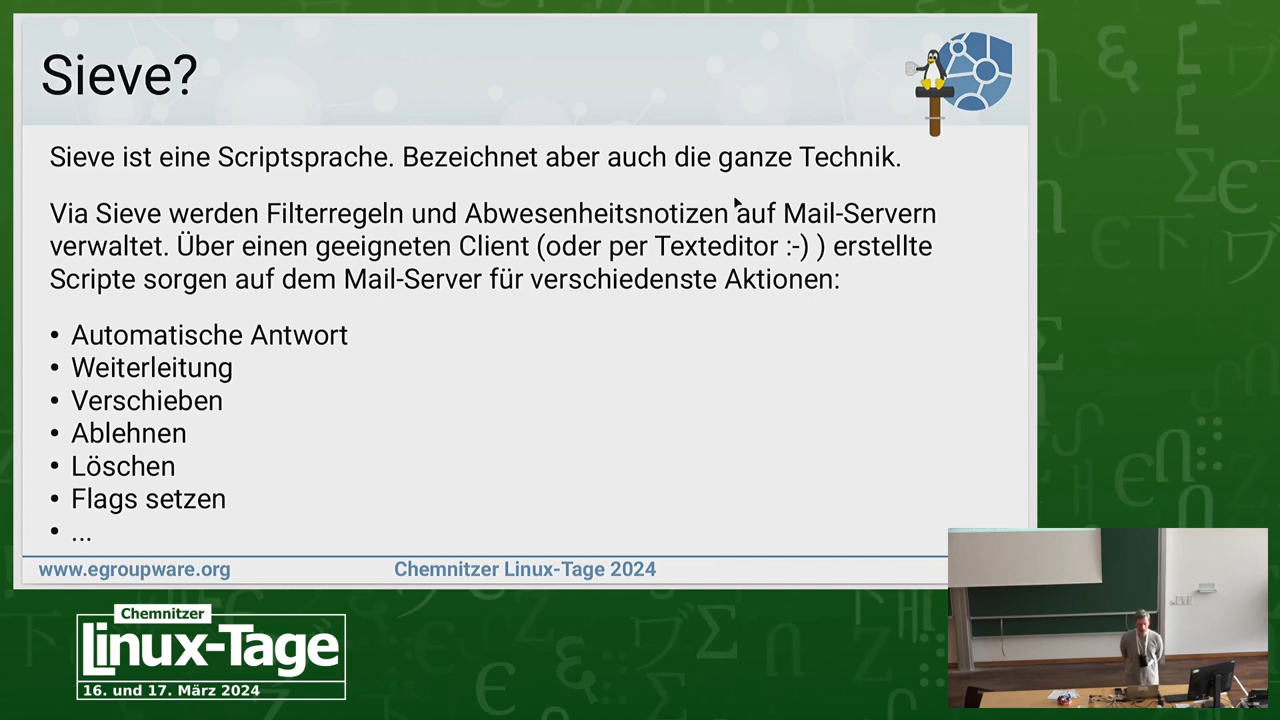 Sieve?
Sieve ist eine Scriptsprache. Bezeichnet aber auch die ganze Technik.
Via Sieve werden Filterregeln und Abwesenheitsnotizen auf Mail-Servern
verwaltet. Über einen geeigneten Client (oder per Texteditor :-) ) erstellte
Scripte sorgen auf dem Mail-Server für verschiedenste Aktionen:
• Automatische Antwort
• Weiterleitung
• Verschieben
• Ablehnen
• Löschen
• Flags setzen
• ...
www.egroupware.org
Chemnitzer Linux-Tage 2024
Chemnitzer
Linux-Tage
16. und 17. März 2024